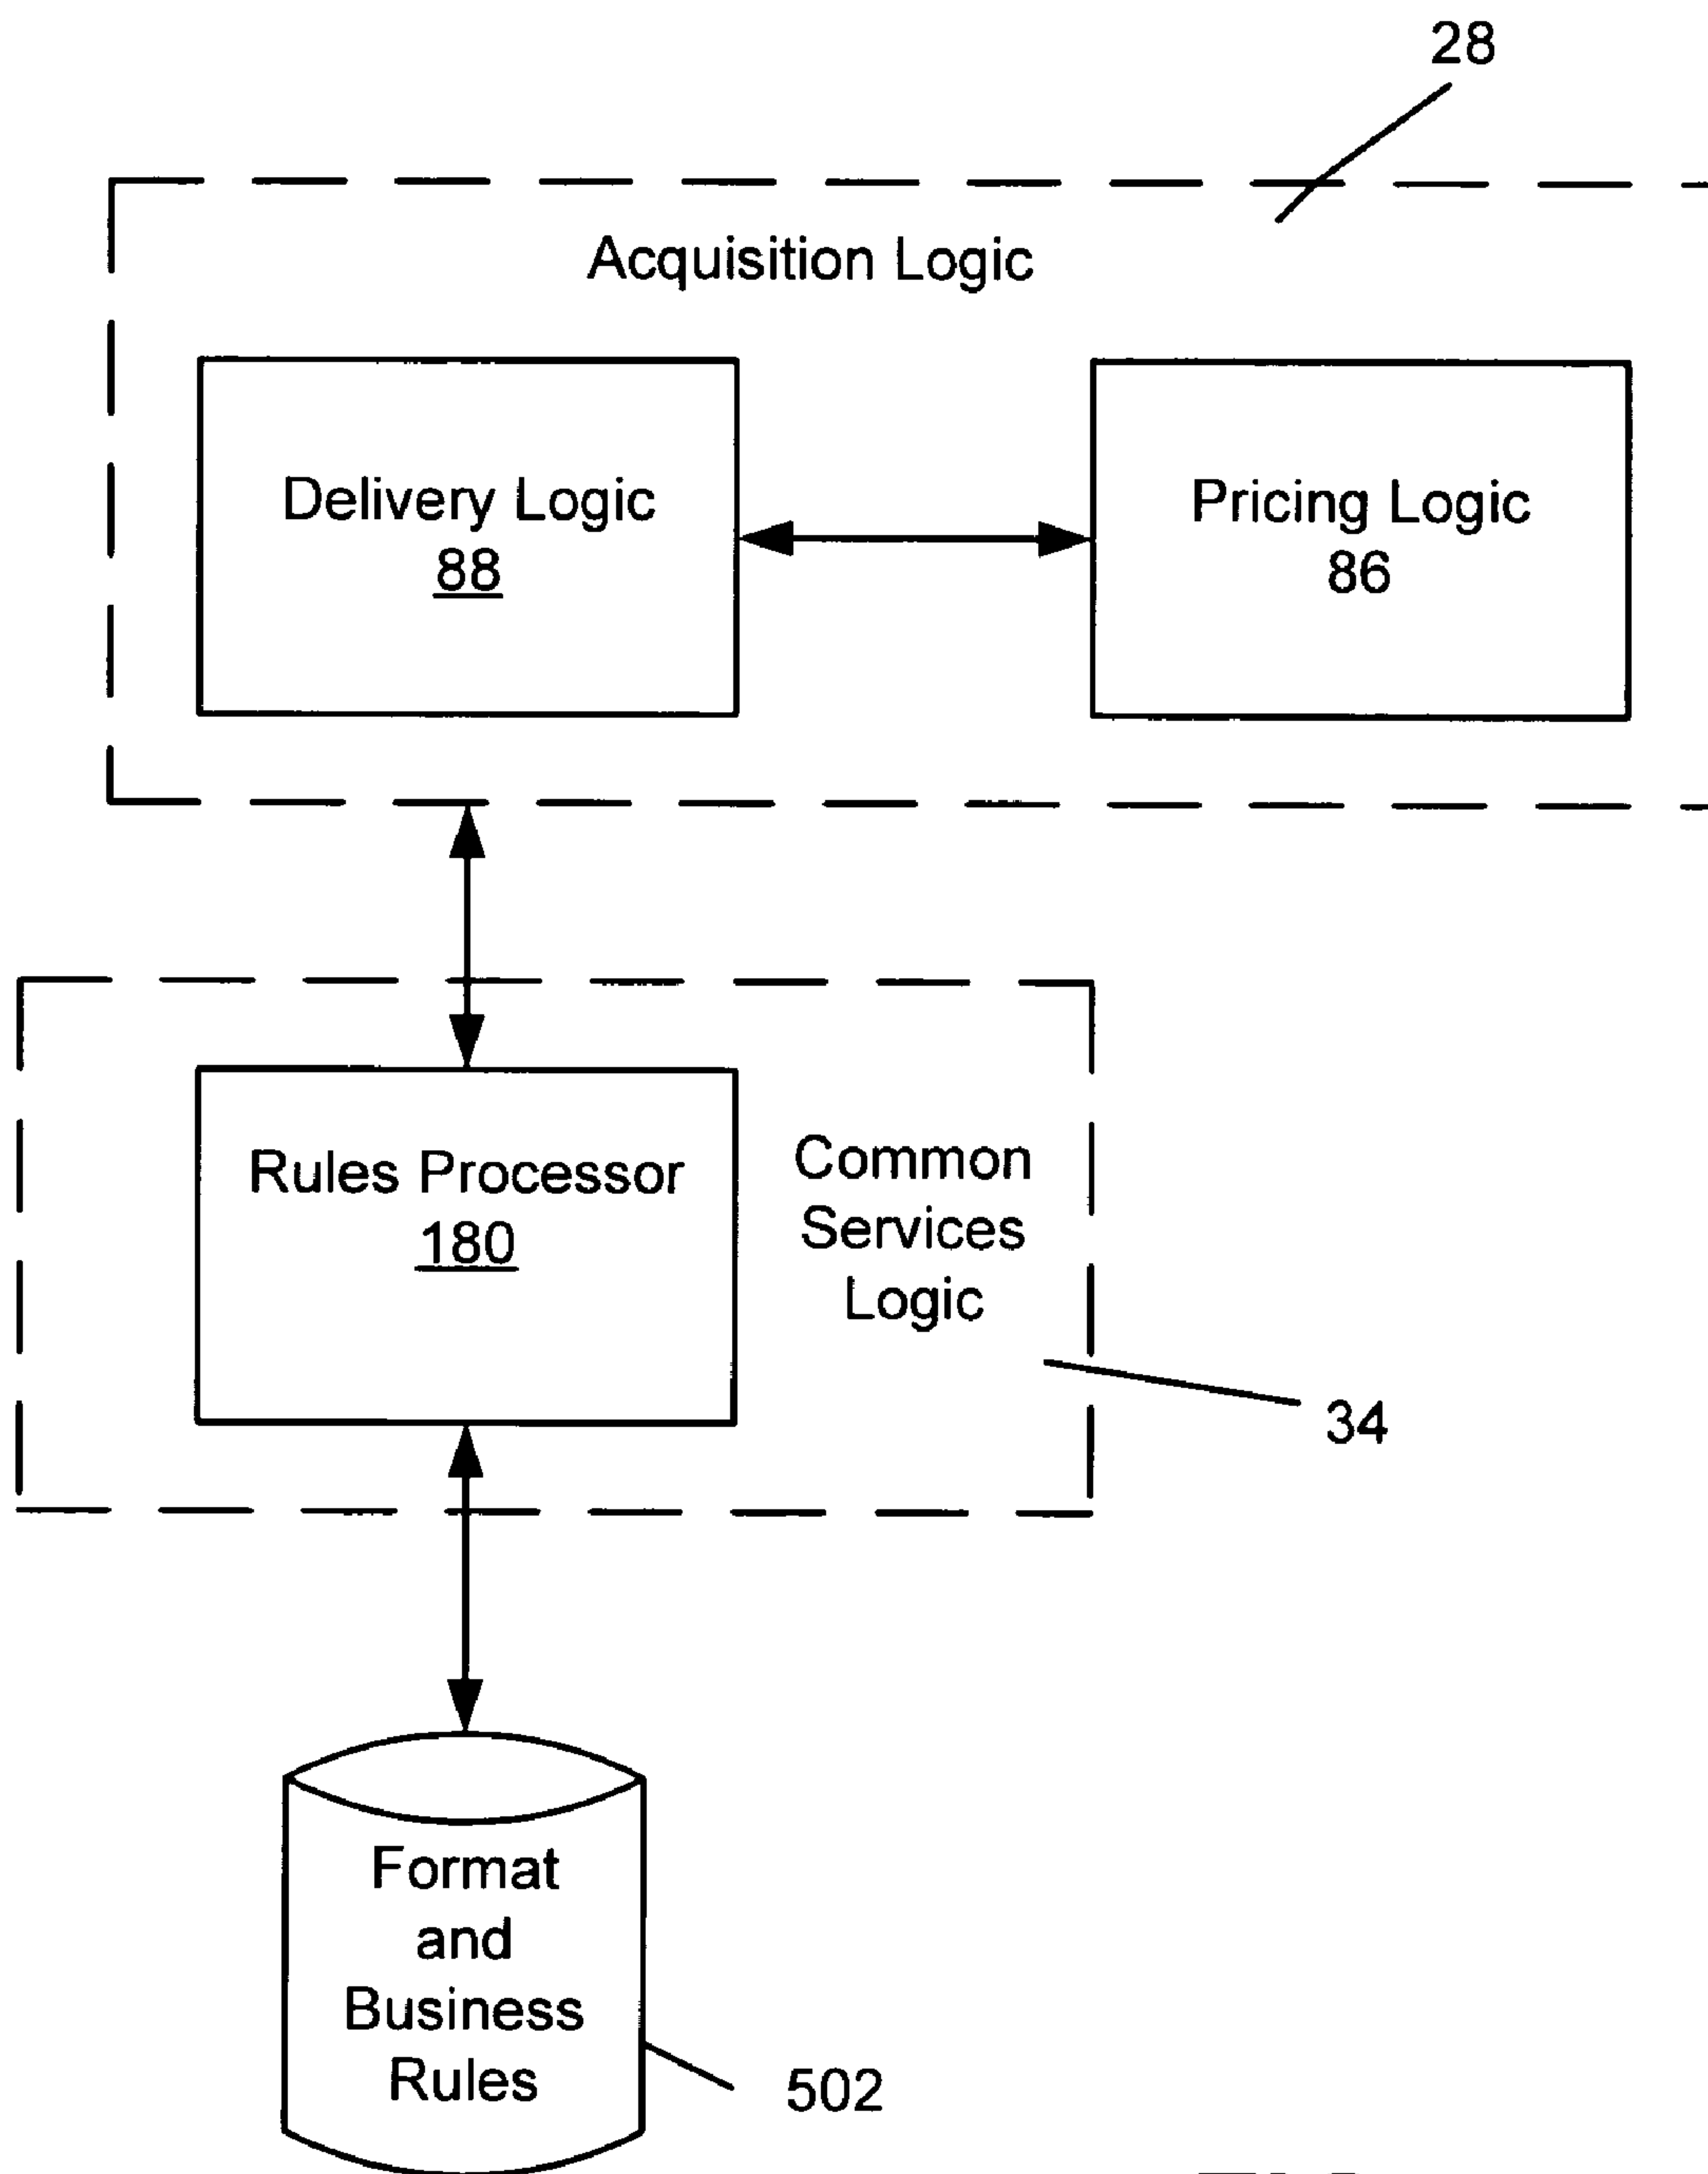 28
Acquisition Logic
Delivery Logic
88
Pricing Logic
86
Rules Processor
180
Common
Services
Logic
34
Format
and
Business
Rules
502